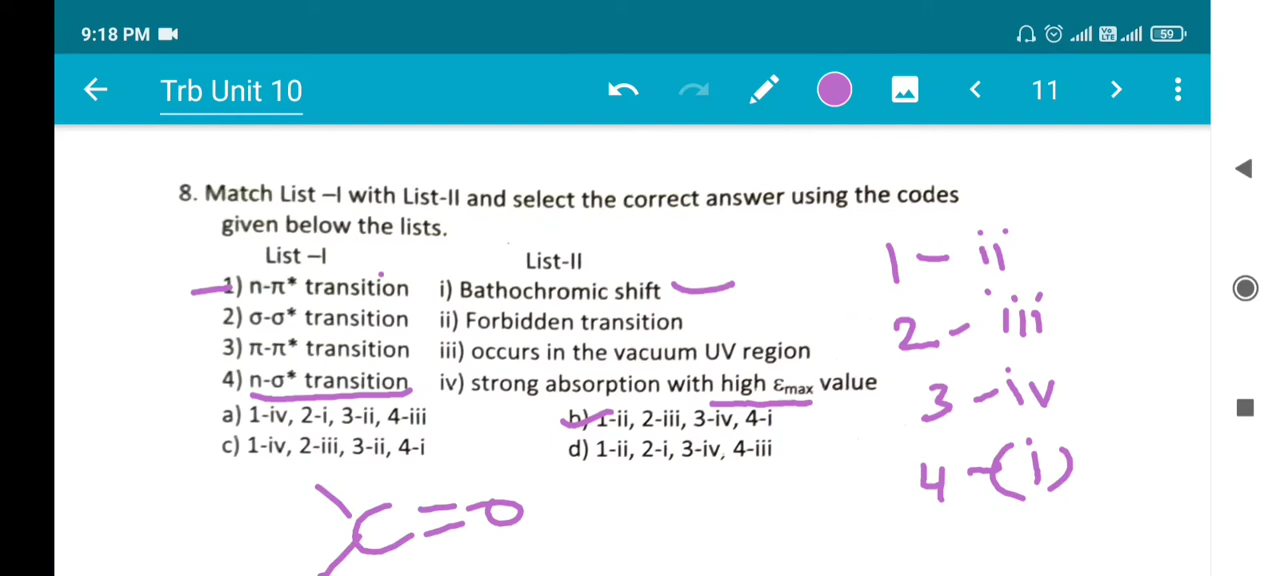 9:18 PM
Vo LTE
59
Trb Unit 10
11
8. Match List –I with List-II and select the correct answer using the codes
given below the lists.
List –I List-II
1) n-π* transition i) Bathochromic shift
2) σ-σ* transition ii) Forbidden transition
3) π-π* transition iii) occurs in the vacuum UV region
4) n-σ* transition iv) strong absorption with high εmax value
a) 1-iv, 2-i, 3-ii, 4-iii b) 1-ii, 2-iii, 3-iv, 4-i
c) 1-iv, 2-iii, 3-ii, 4-i d) 1-ii, 2-i, 3-iv, 4-iii
1 – ii
2 – iii
3 – iv
4 – (i)
C=O